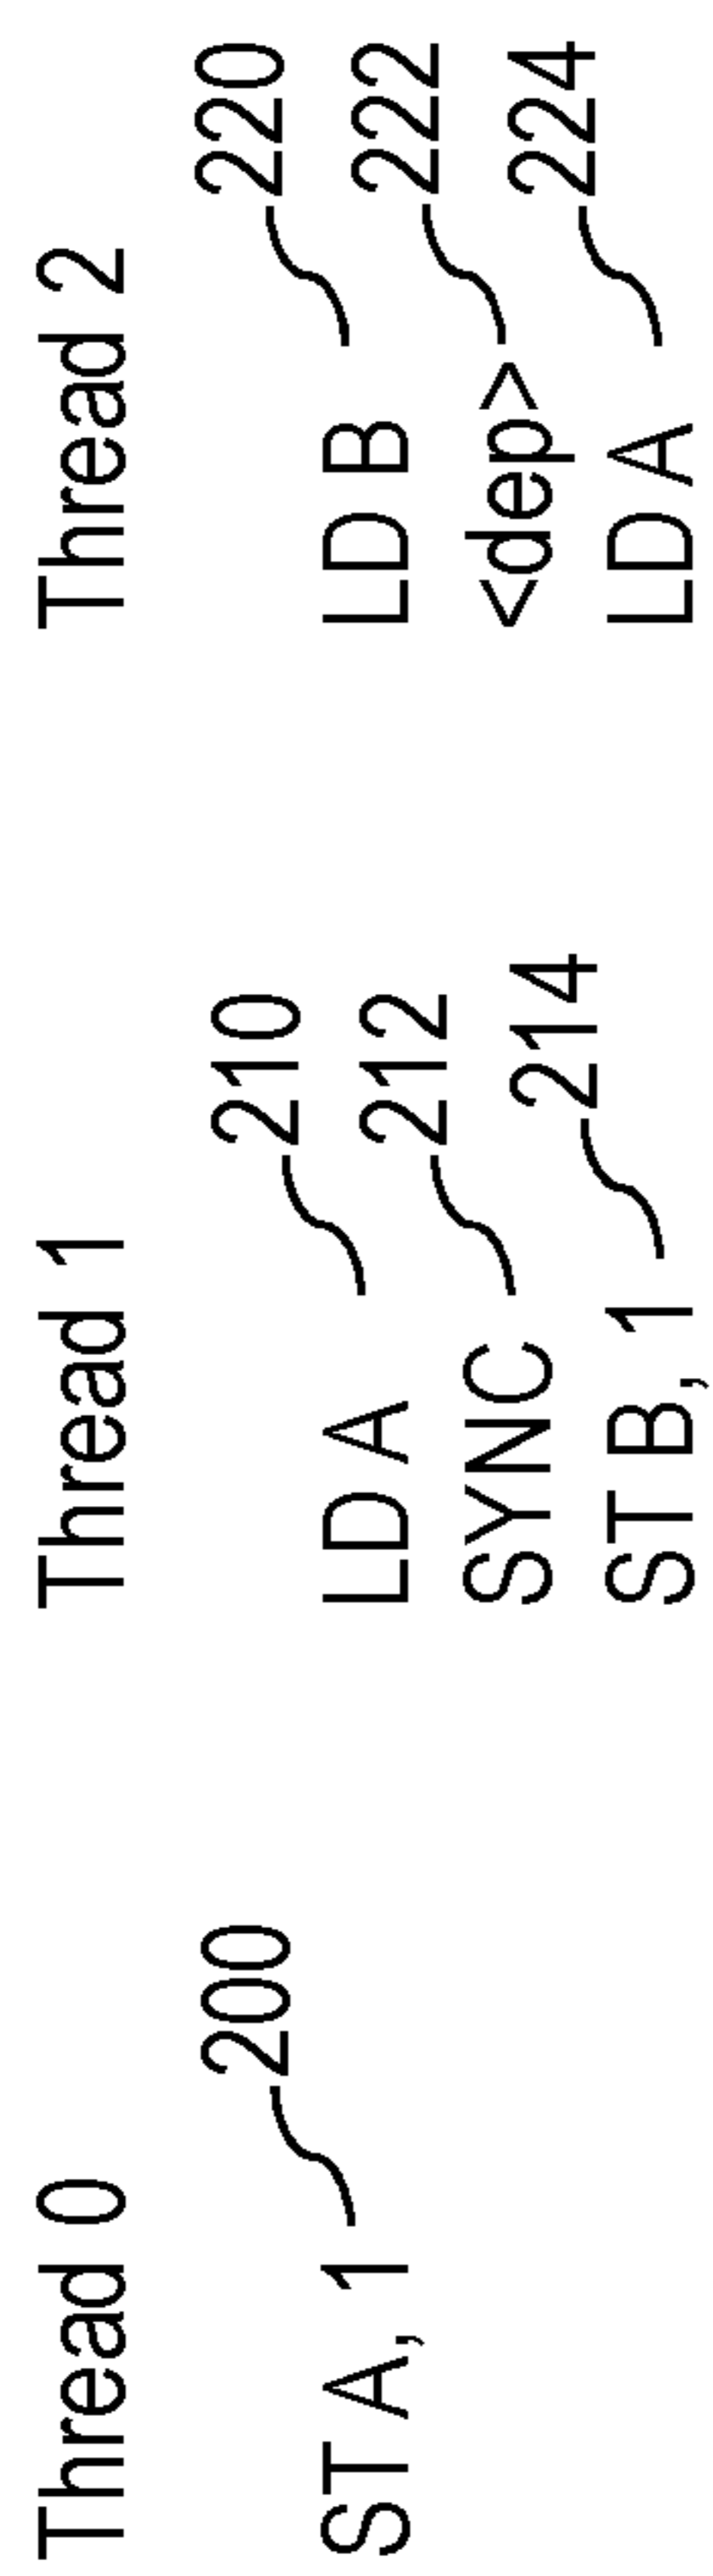 Thread 0 Thread 1 Thread 2
200 210 220
ST A, 1 LD A LD B
212 222
SYNC <dep>
214 224
ST B, 1 LD A